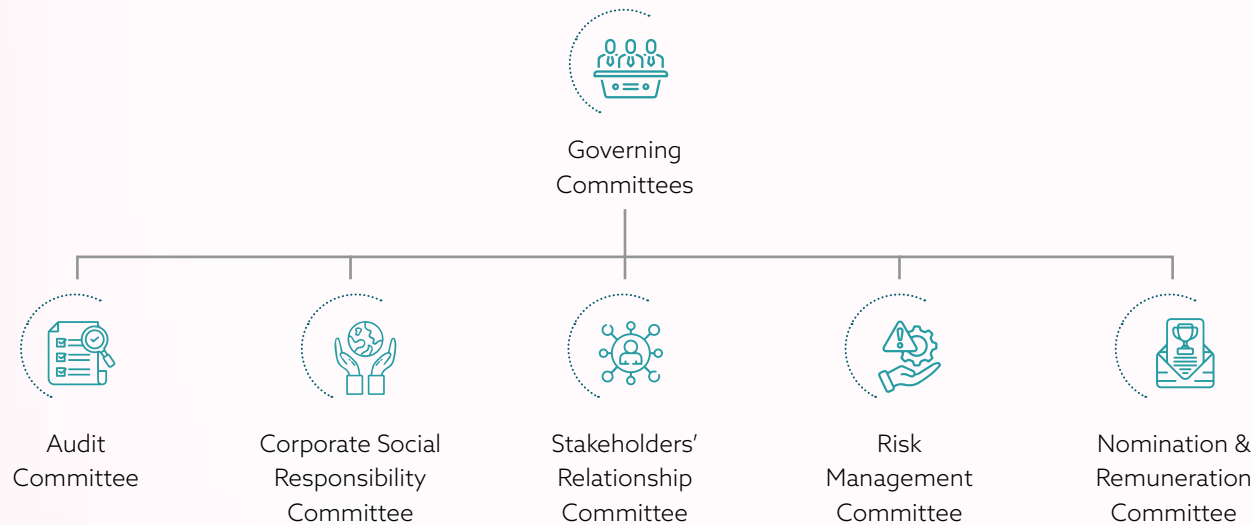 Governing
Committees
Audit
Committee
Corporate Social
Responsibility
Committee
Stakeholders’
Relationship
Committee
Risk
Management
Committee
Nomination &
Remuneration
Committee